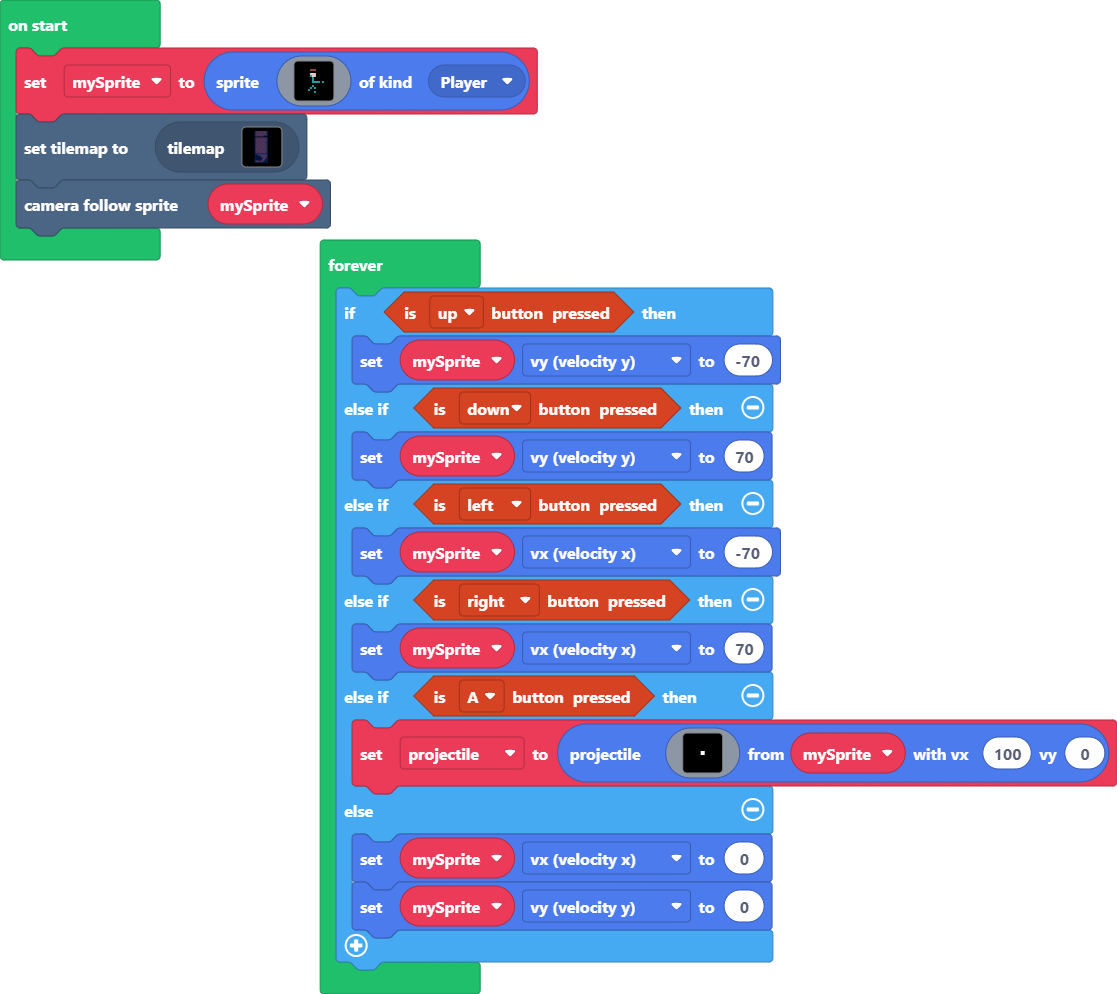 on start
set mySprite to sprite of kind Player
set tilemap to tilemap
camera follow sprite mySprite
forever
if is up button pressed then
set mySprite vy (velocity y) to -70
else if is down button pressed then
set mySprite vy (velocity y) to 70
else if is left button pressed then
set mySprite vx (velocity x) to -70
else if is right button pressed then
set mySprite vx (velocity x) to 70
else if is A button pressed then
set projectile to projectile from mySprite with vx 100 vy 0
else
set mySprite vx (velocity x) to 0
set mySprite vy (velocity y) to 0